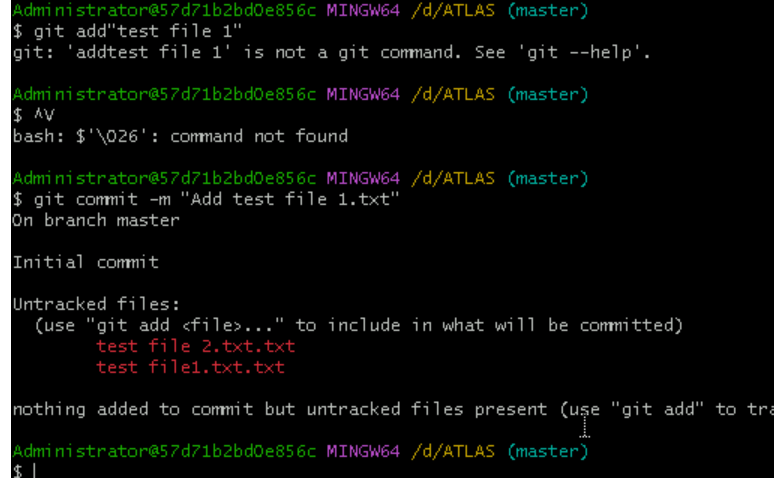 Administrator@57d71b2bd0e856c MINGW64 /d/ATLAS (master)
$ git add"test file 1"
git: 'addtest file 1' is not a git command. See 'git --help'.
Administrator@57d71b2bd0e856c MINGW64 /d/ATLAS (master)
$ ^V
bash: $'\026': command not found
Administrator@57d71b2bd0e856c MINGW64 /d/ATLAS (master)
$ git commit -m "Add test file 1.txt"
On branch master
Initial commit
Untracked files:
(use "git add <file>..." to include in what will be committed)
test file 2.txt.txt
test file1.txt.txt
nothing added to commit but untracked files present (use "git add" to tra
Administrator@57d71b2bd0e856c MINGW64 /d/ATLAS (master)
$